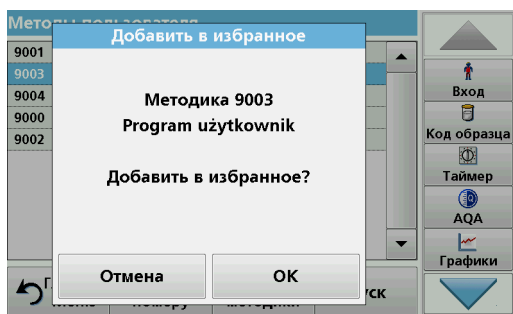 Добавить в избранное
9001
9003
9004
9000
9002
Методика 9003
Program użytkownik
Добавить в избранное?
Отмена
OK
Вход
Код образца
Таймер
AQA
Графики